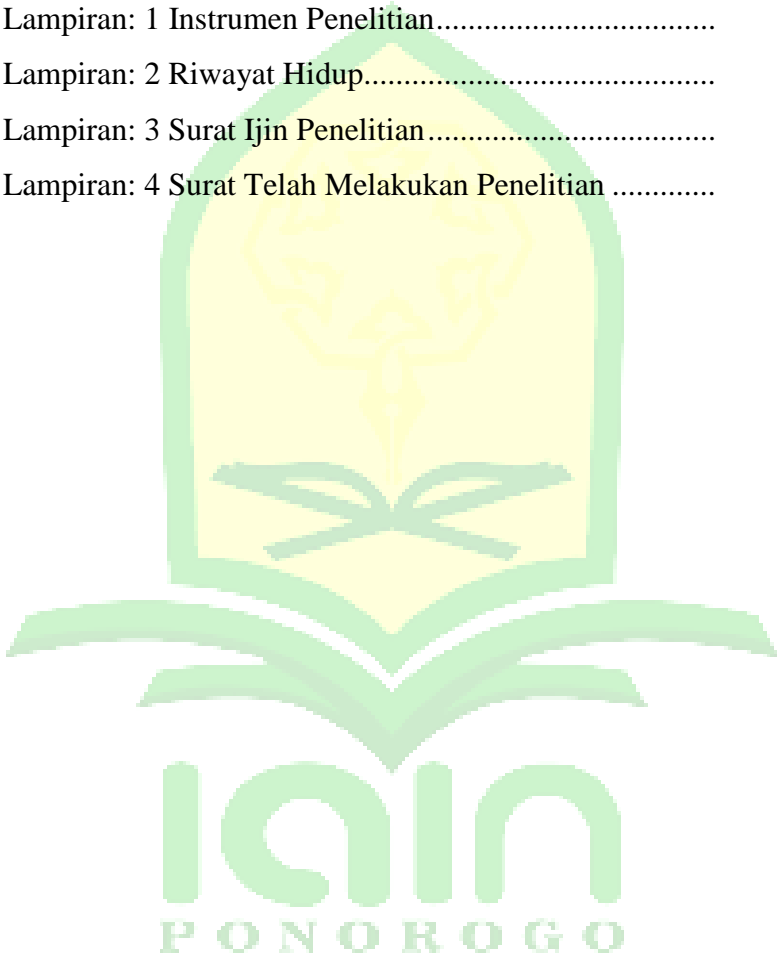 Lampiran: 1 Instrumen Penelitian..................................
Lampiran: 2 Riwayat Hidup...........................................
Lampiran: 3 Surat Ijin Penelitian...................................
Lampiran: 4 Surat Telah Melakukan Penelitian .............
iain
PONOROGO